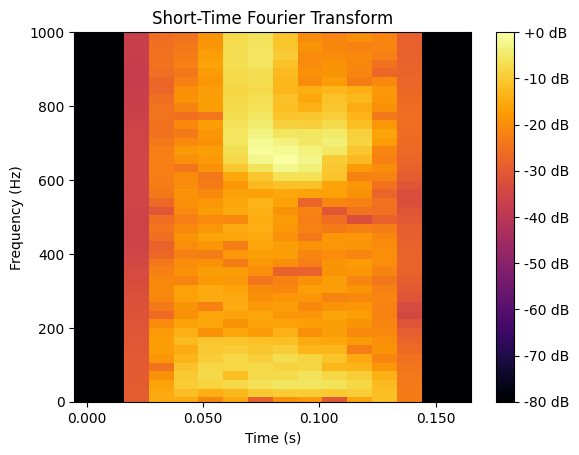 Short-Time Fourier Transform
Frequency (Hz)
1000
800
600
400
200
0
0.000
0.050
0.100
0.150
Time (s)
+0 dB
-10 dB
-20 dB
-30 dB
-40 dB
-50 dB
-60 dB
-70 dB
-80 dB